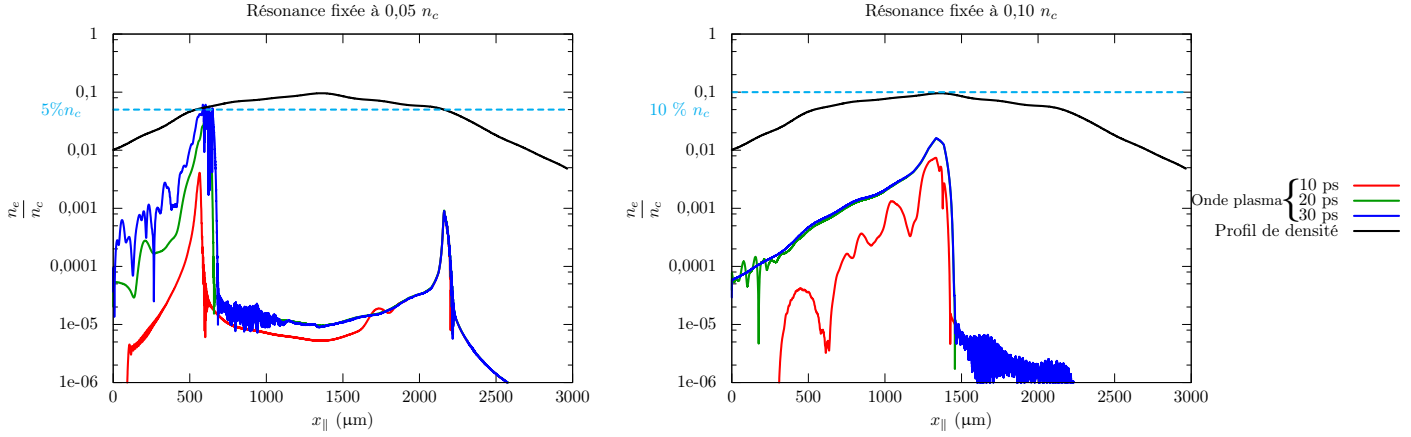 Résonance fixée à 0,05 n_c
1
0,1
5%n_c
0,01
n_e/n_c
0,001
0,0001
1e-05
1e-06
0 500 1000 1500 2000 2500 3000
x_∥ (µm)
Résonance fixée à 0,10 n_c
1
0,1
10 % n_c
0,01
n_e/n_c
0,001
0,0001
1e-05
1e-06
0 500 1000 1500 2000 2500 3000
x_∥ (µm)
10 ps
Onde plasma { 20 ps
30 ps
Profil de densité